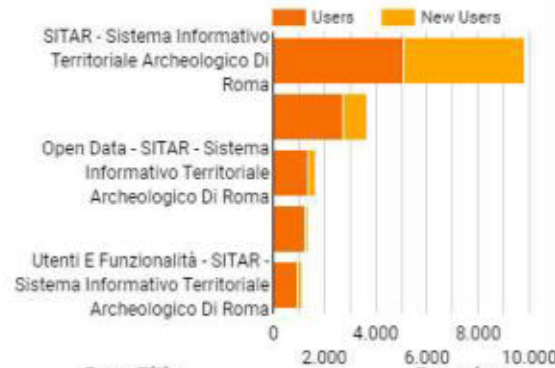 Users New Users
SITAR - Sistema Informativo
Territoriale Archeologico Di
Roma
Open Data - SITAR - Sistema
Informativo Territoriale
Archeologico Di Roma
Utenti E Funzionalità - SITAR -
Sistema Informativo Territoriale
Archeologico Di Roma
0 4.000 8.000
2.000 6.000 10.000